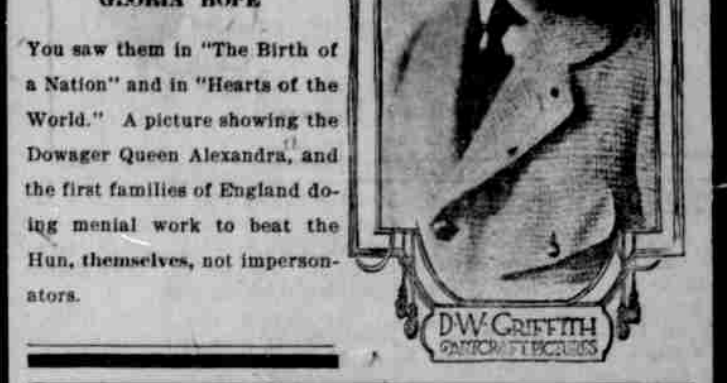 GLORIA HOPE
You saw them in "The Birth of
a Nation" and in "Hearts of the
World." A picture showing the
Dowager Queen Alexandra, and
the first families of England do-
ing menial work to beat the
Hun, themselves, not imperson-
ators.
D·W·GRIFFITH
ARTCRAFT PICTURES